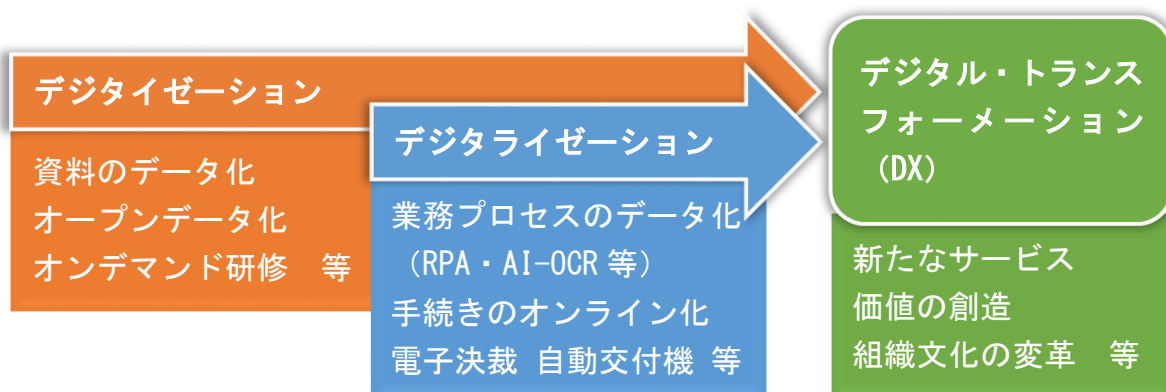 デジタイゼーション
資料のデータ化
オープンデータ化
オンデマンド研修　等
デジタライゼーション
業務プロセスのデータ化
（RPA・AI-OCR 等）
手続きのオンライン化
電子決裁 自動交付機 等
デジタル・トランス
フォーメーション
（DX）
新たなサービス
価値の創造
組織文化の変革　等